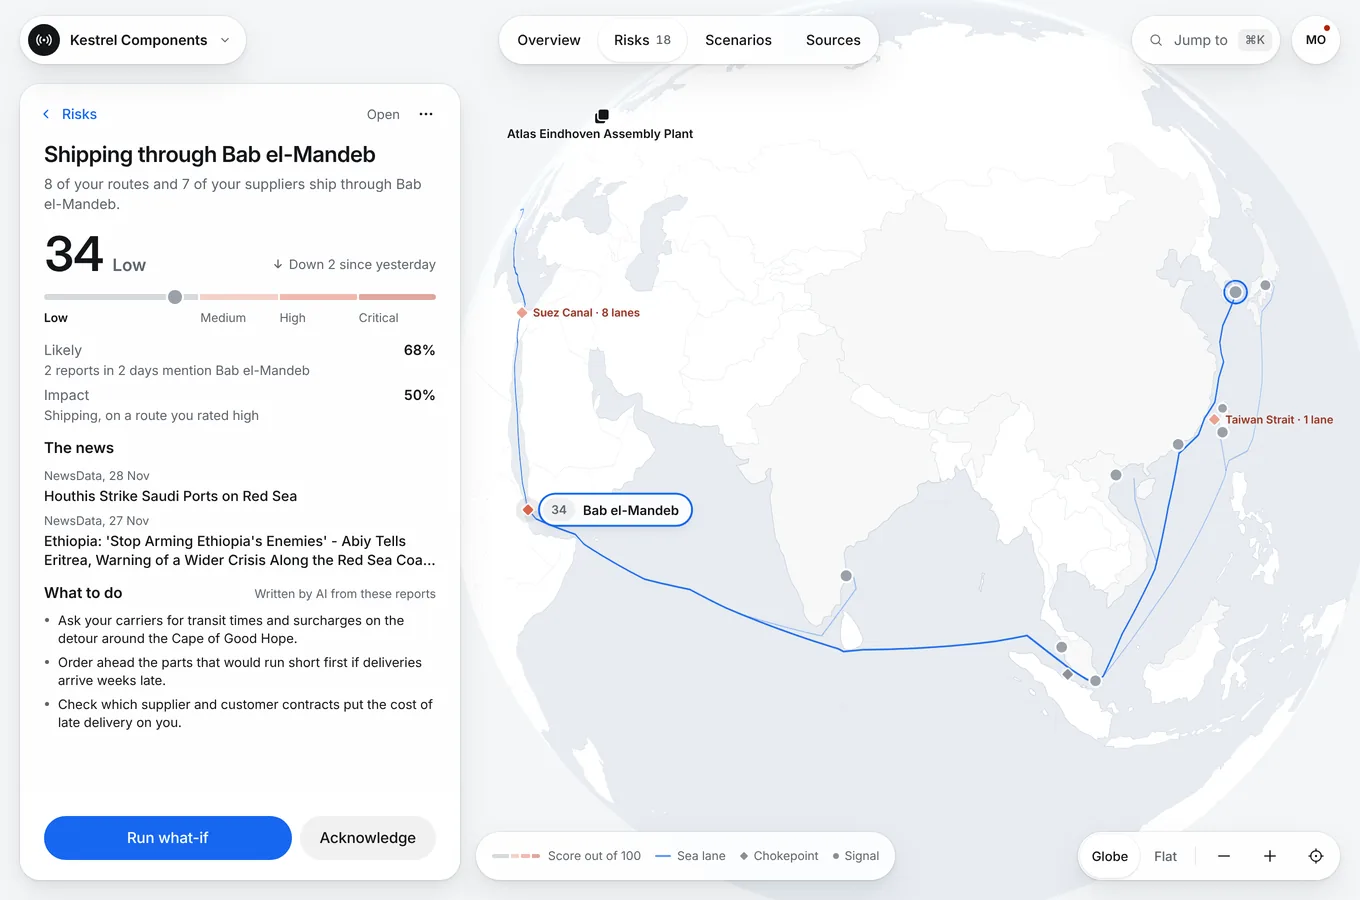 Kestrel Components
Overview
Risks 18
Scenarios
Sources
Jump to ⌘K
MO
Risks
Open
Shipping through Bab el-Mandeb
8 of your routes and 7 of your suppliers ship through Bab
el-Mandeb.
34 Low
Down 2 since yesterday
Low
Medium
High
Critical
Likely
68%
2 reports in 2 days mention Bab el-Mandeb
Impact
50%
Shipping, on a route you rated high
The news
NewsData, 28 Nov
Houthis Strike Saudi Ports on Red Sea
NewsData, 27 Nov
Ethiopia: 'Stop Arming Ethiopia's Enemies' - Abiy Tells
Eritrea, Warning of a Wider Crisis Along the Red Sea Coa...
What to do
Written by AI from these reports
• Ask your carriers for transit times and surcharges on the
detour around the Cape of Good Hope.
• Order ahead the parts that would run short first if deliveries
arrive weeks late.
• Check which supplier and customer contracts put the cost of
late delivery on you.
Run what-if
Acknowledge
Atlas Eindhoven Assembly Plant
Suez Canal · 8 lanes
Taiwan Strait · 1 lane
34 Bab el-Mandeb
Score out of 100
Sea lane
Chokepoint
Signal
Globe
Flat